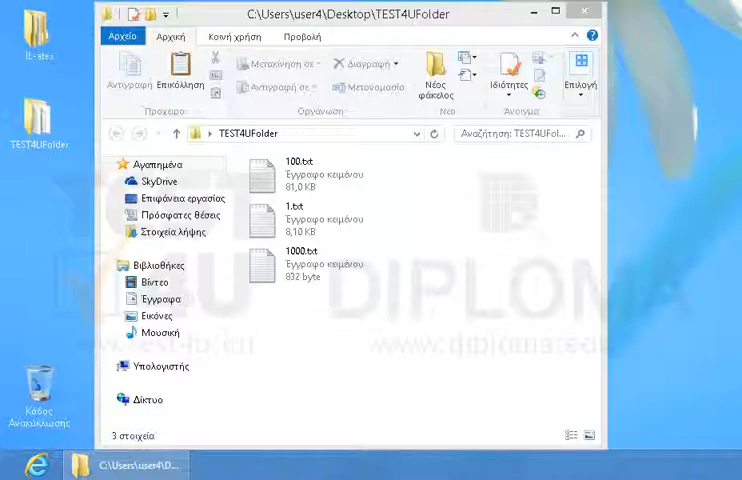 C:\Users\user4\Desktop\TEST4UFolder
Αρχείο Αρχική Κοινή χρήση Προβολή
Αντιγραφή Επικόλληση Μετακίνηση σε Αντιγραφή σε Διαγραφή Μετονομασία Νέος φάκελος Ιδιότητες Επιλογή
Πρόχειρο Οργάνωση Νέο Άνοιγμα
TEST4UFolder Αναζήτηση: TEST4UFol...
Αγαπημένα
SkyDrive
Επιφάνεια εργασίας
Πρόσφατες θέσεις
Στοιχεία λήψης
Βιβλιοθήκες
Βίντεο
Έγγραφα
Εικόνες
Μουσική
Υπολογιστής
Δίκτυο
100.txt
Έγγραφο κειμένου
81,0 KB
1.txt
Έγγραφο κειμένου
8,10 KB
1000.txt
Έγγραφο κειμένου
832 byte
3 στοιχεία
TEST4UFolder
Κάδος
Ανακύκλωσης
C:\Users\user4\D...
DIPLOMA